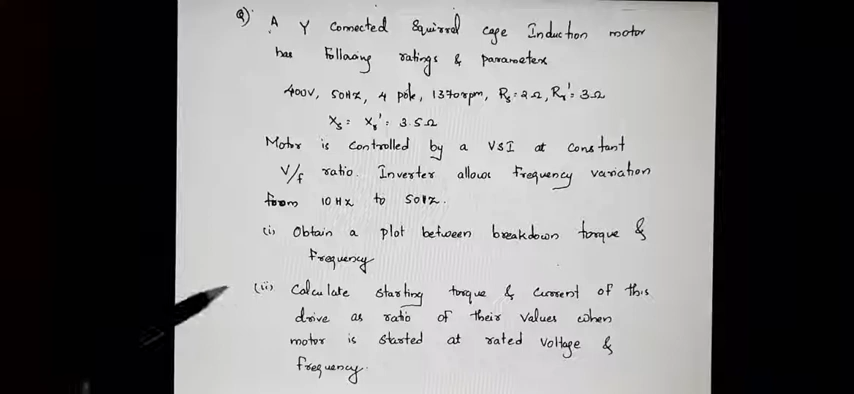 Q) A Y connected Squirrel cage Induction motor
has following ratings & parameters
400V, 50Hz, 4 pole, 1370rpm, Rs = 2Ω, Rr' = 3Ω
Xs = Xr' = 3.5Ω
Motor is controlled by a VSI at constant
V/f ratio. Inverter allows frequency variation
from 10Hz to 50Hz.
(i) Obtain a plot between breakdown torque &
Frequency
(ii) Calculate starting torque & current of this
drive as ratio of their values when
motor is started at rated voltage &
frequency.